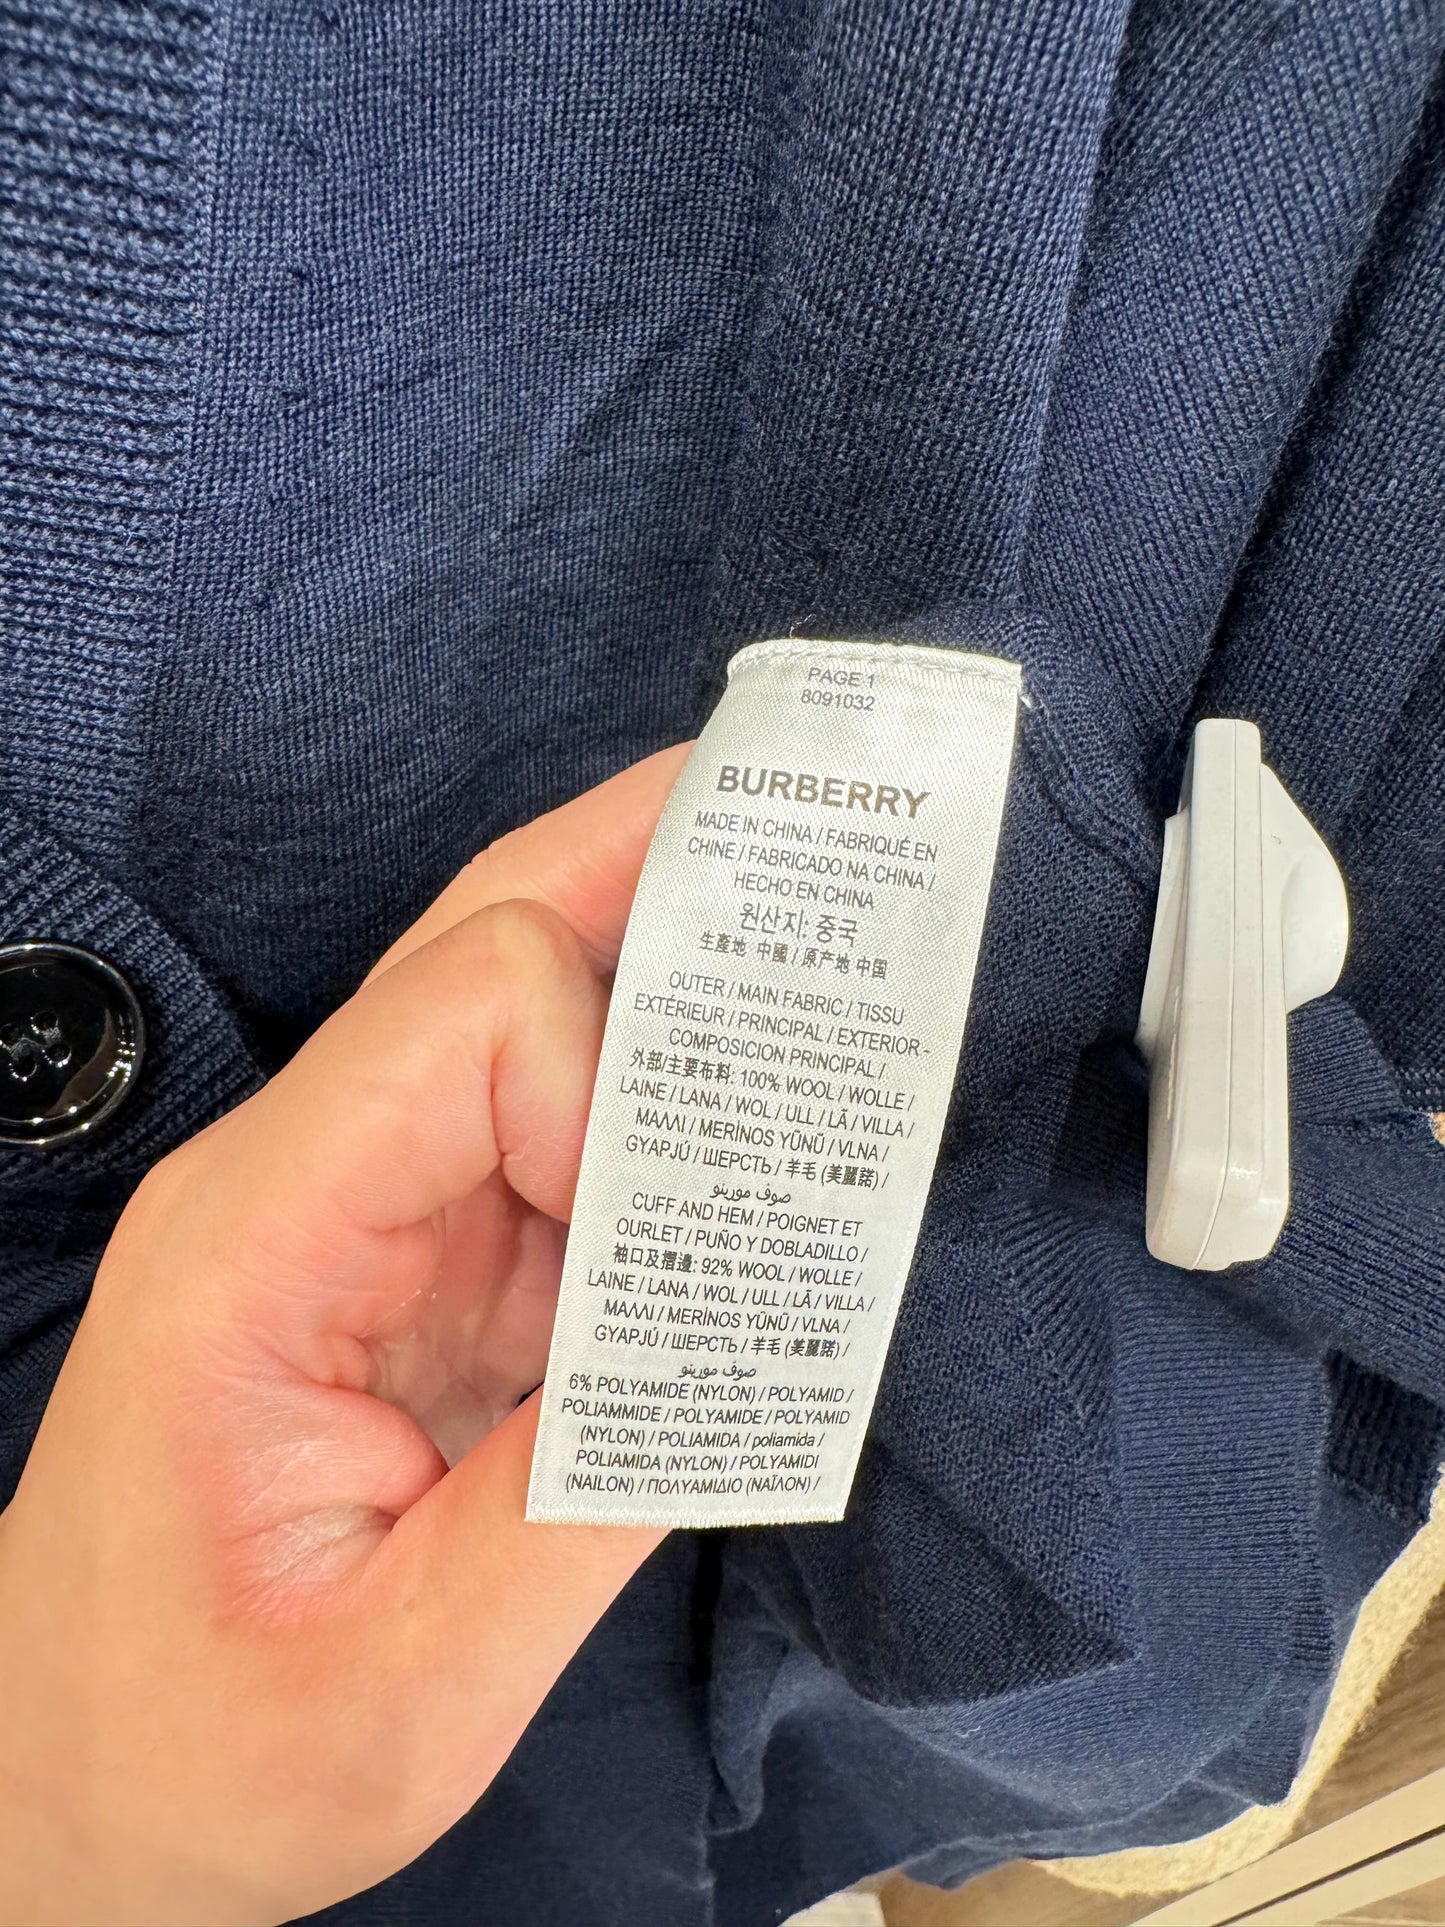 PAGE 1
8091032
BURBERRY
MADE IN CHINA / FABRIQUÉ EN
CHINE / FABRICADO NA CHINA /
HECHO EN CHINA
원산지: 중국
生產地 中國 / 原产地 中国
OUTER / MAIN FABRIC / TISSU
EXTÉRIEUR / PRINCIPAL / EXTERIOR -
COMPOSICION PRINCIPAL /
外部/主要布料: 100% WOOL / WOLLE /
LAINE / LANA / WOL / ULL / LÃ / VILLA /
ΜΑΛΛΙ / MERİNOS YÜNÜ / VLNA /
GYAPJÚ / ШЕРСТЬ / 羊毛 (美麗諾) /
صوف مورينو
CUFF AND HEM / POIGNET ET
OURLET / PUÑO Y DOBLADILLO /
袖口及摺邊: 92% WOOL / WOLLE /
LAINE / LANA / WOL / ULL / LÃ / VILLA /
ΜΑΛΛΙ / MERİNOS YÜNÜ / VLNA /
GYAPJÚ / ШЕРСТЬ / 羊毛 (美麗諾) /
صوف مورينو
6% POLYAMIDE (NYLON) / POLYAMID /
POLIAMMIDE / POLYAMIDE / POLYAMID
(NYLON) / POLIAMIDA / poliamida /
POLIAMIDA (NYLON) / POLYAMIDI
(NAILON) / ΠΟΛΥΑΜΙΔΙΟ (ΝΑΪΛΟΝ) /